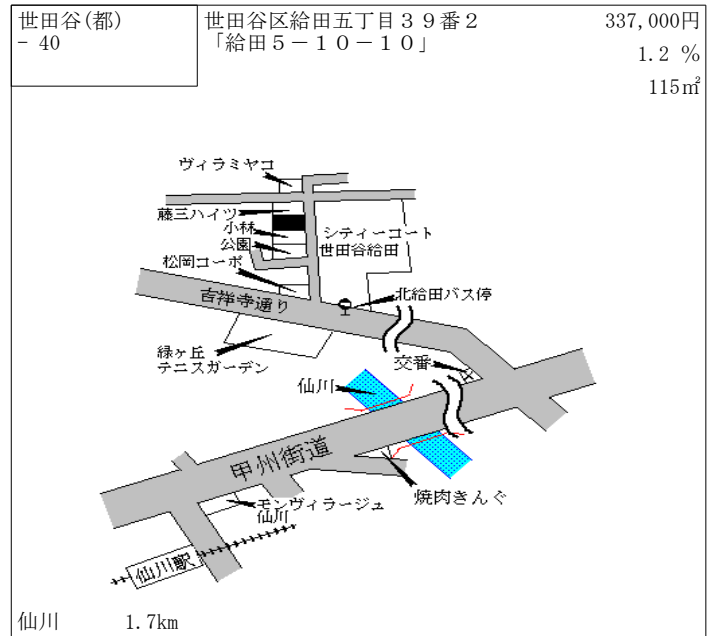 世田谷(都)
- 40
世田谷区給田五丁目３９番２
「給田５－１０－１０」
337,000円
1.2 %
115㎡
ヴィラミヤコ
藤三ハイツ
小林
公園
松岡コーポ
シティーコート
世田谷給田
吉祥寺通り
北給田バス停
緑ヶ丘
テニスガーデン
交番
仙川
甲州街道
焼肉きんぐ
モンヴィラージュ
仙川
仙川駅
仙川 1.7km